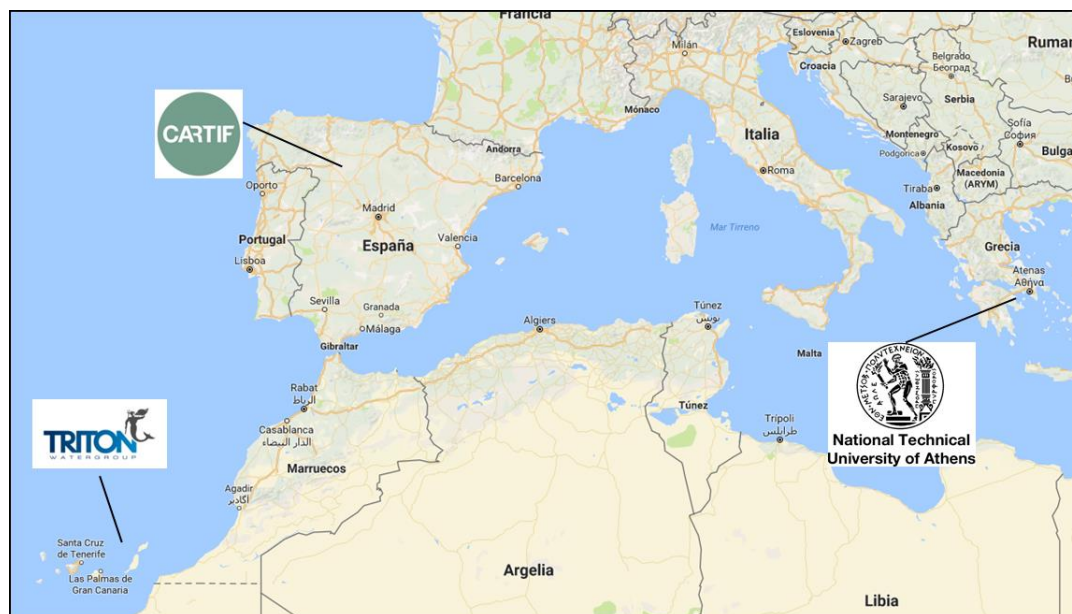 Francia
Milán
Eslovenia
Zagreb
Croacia
Ruman
Belgrado
Београд
Serbia
Sarajevo
Mónaco
Italia
Montenegro
Kosovo
Podgorica
Sofía
София
Bulga
Macedonia
(ARYM)
Tiraba
Albania
Andorra
Barcelona
Roma
CARTIF
Oporto
Madrid
Mar Tirreno
Portugal
España
Valencia
Lisboa
Grecia
Atenas
Αθήνα
Sevilla
Granada
Málaga
Gibraltar
Algiers
Túnez
تونس
Malta
Rabat
الرباط
Casablanca
الدار البيضاء
Marruecos
Túnez
Trípoli
طرابلس
National Technical
University of Athens
TRITON
WATERGROUP
Agadir
أكادير
Santa Cruz
de Tenerife
Las Palmas de
Gran Canaria
Argelia
Libia